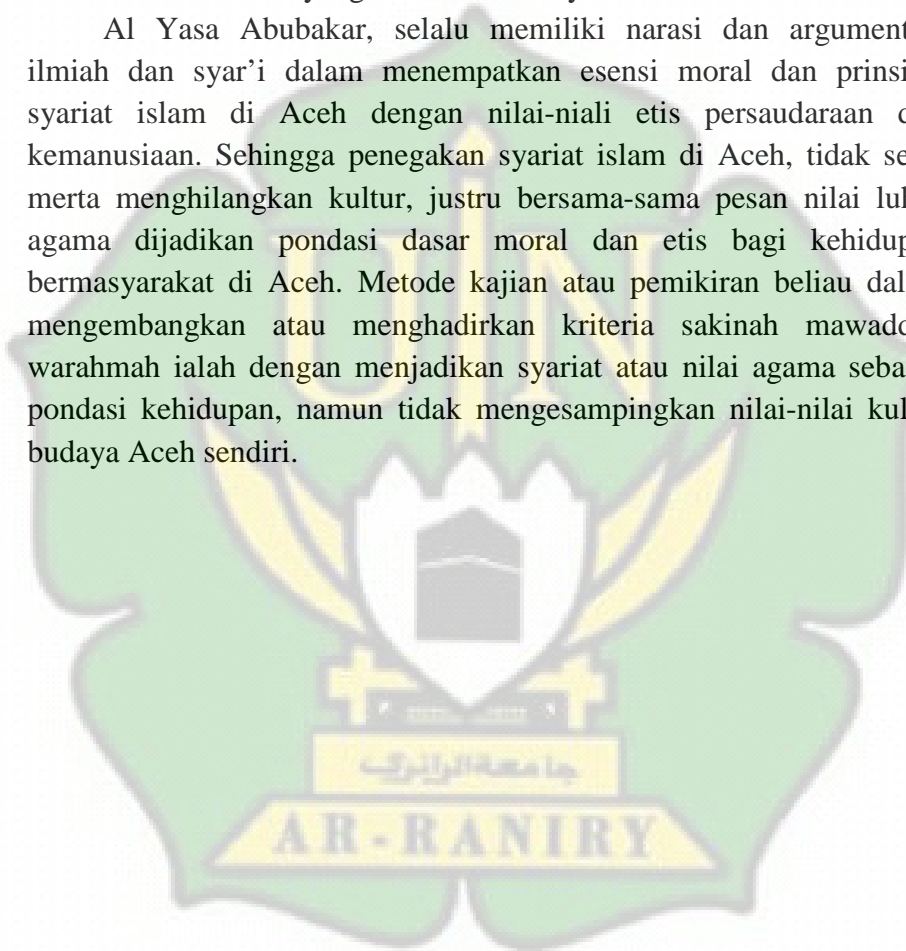 yang
Al Yasa Abubakar, selalu memiliki narasi dan argument
ilmiah dan syar'i dalam menempatkan esensi moral dan prinsi
syariat islam di Aceh dengan nilai-niali etis persaudaraan
kemanusiaan. Sehingga penegakan syariat islam di Aceh, tidak se
merta menghilangkan kultur, justru bersama-sama pesan nilai
agama dijadikan pondasi dasar moral dan etis bagi kehidup
bermasyarakat di Aceh. Metode kajian atau pemikiran beliau dal
mengembangkan atau menghadirkan kriteria sakinah
warahmah ialah dengan menjadikan syariat atau nilai agama seba
pondasi kehidupan, namun tidak mengesampingkan nilai-nilai kul
budaya Aceh sendiri.
UIN
جامعة الرانيري
AR-RANIRY